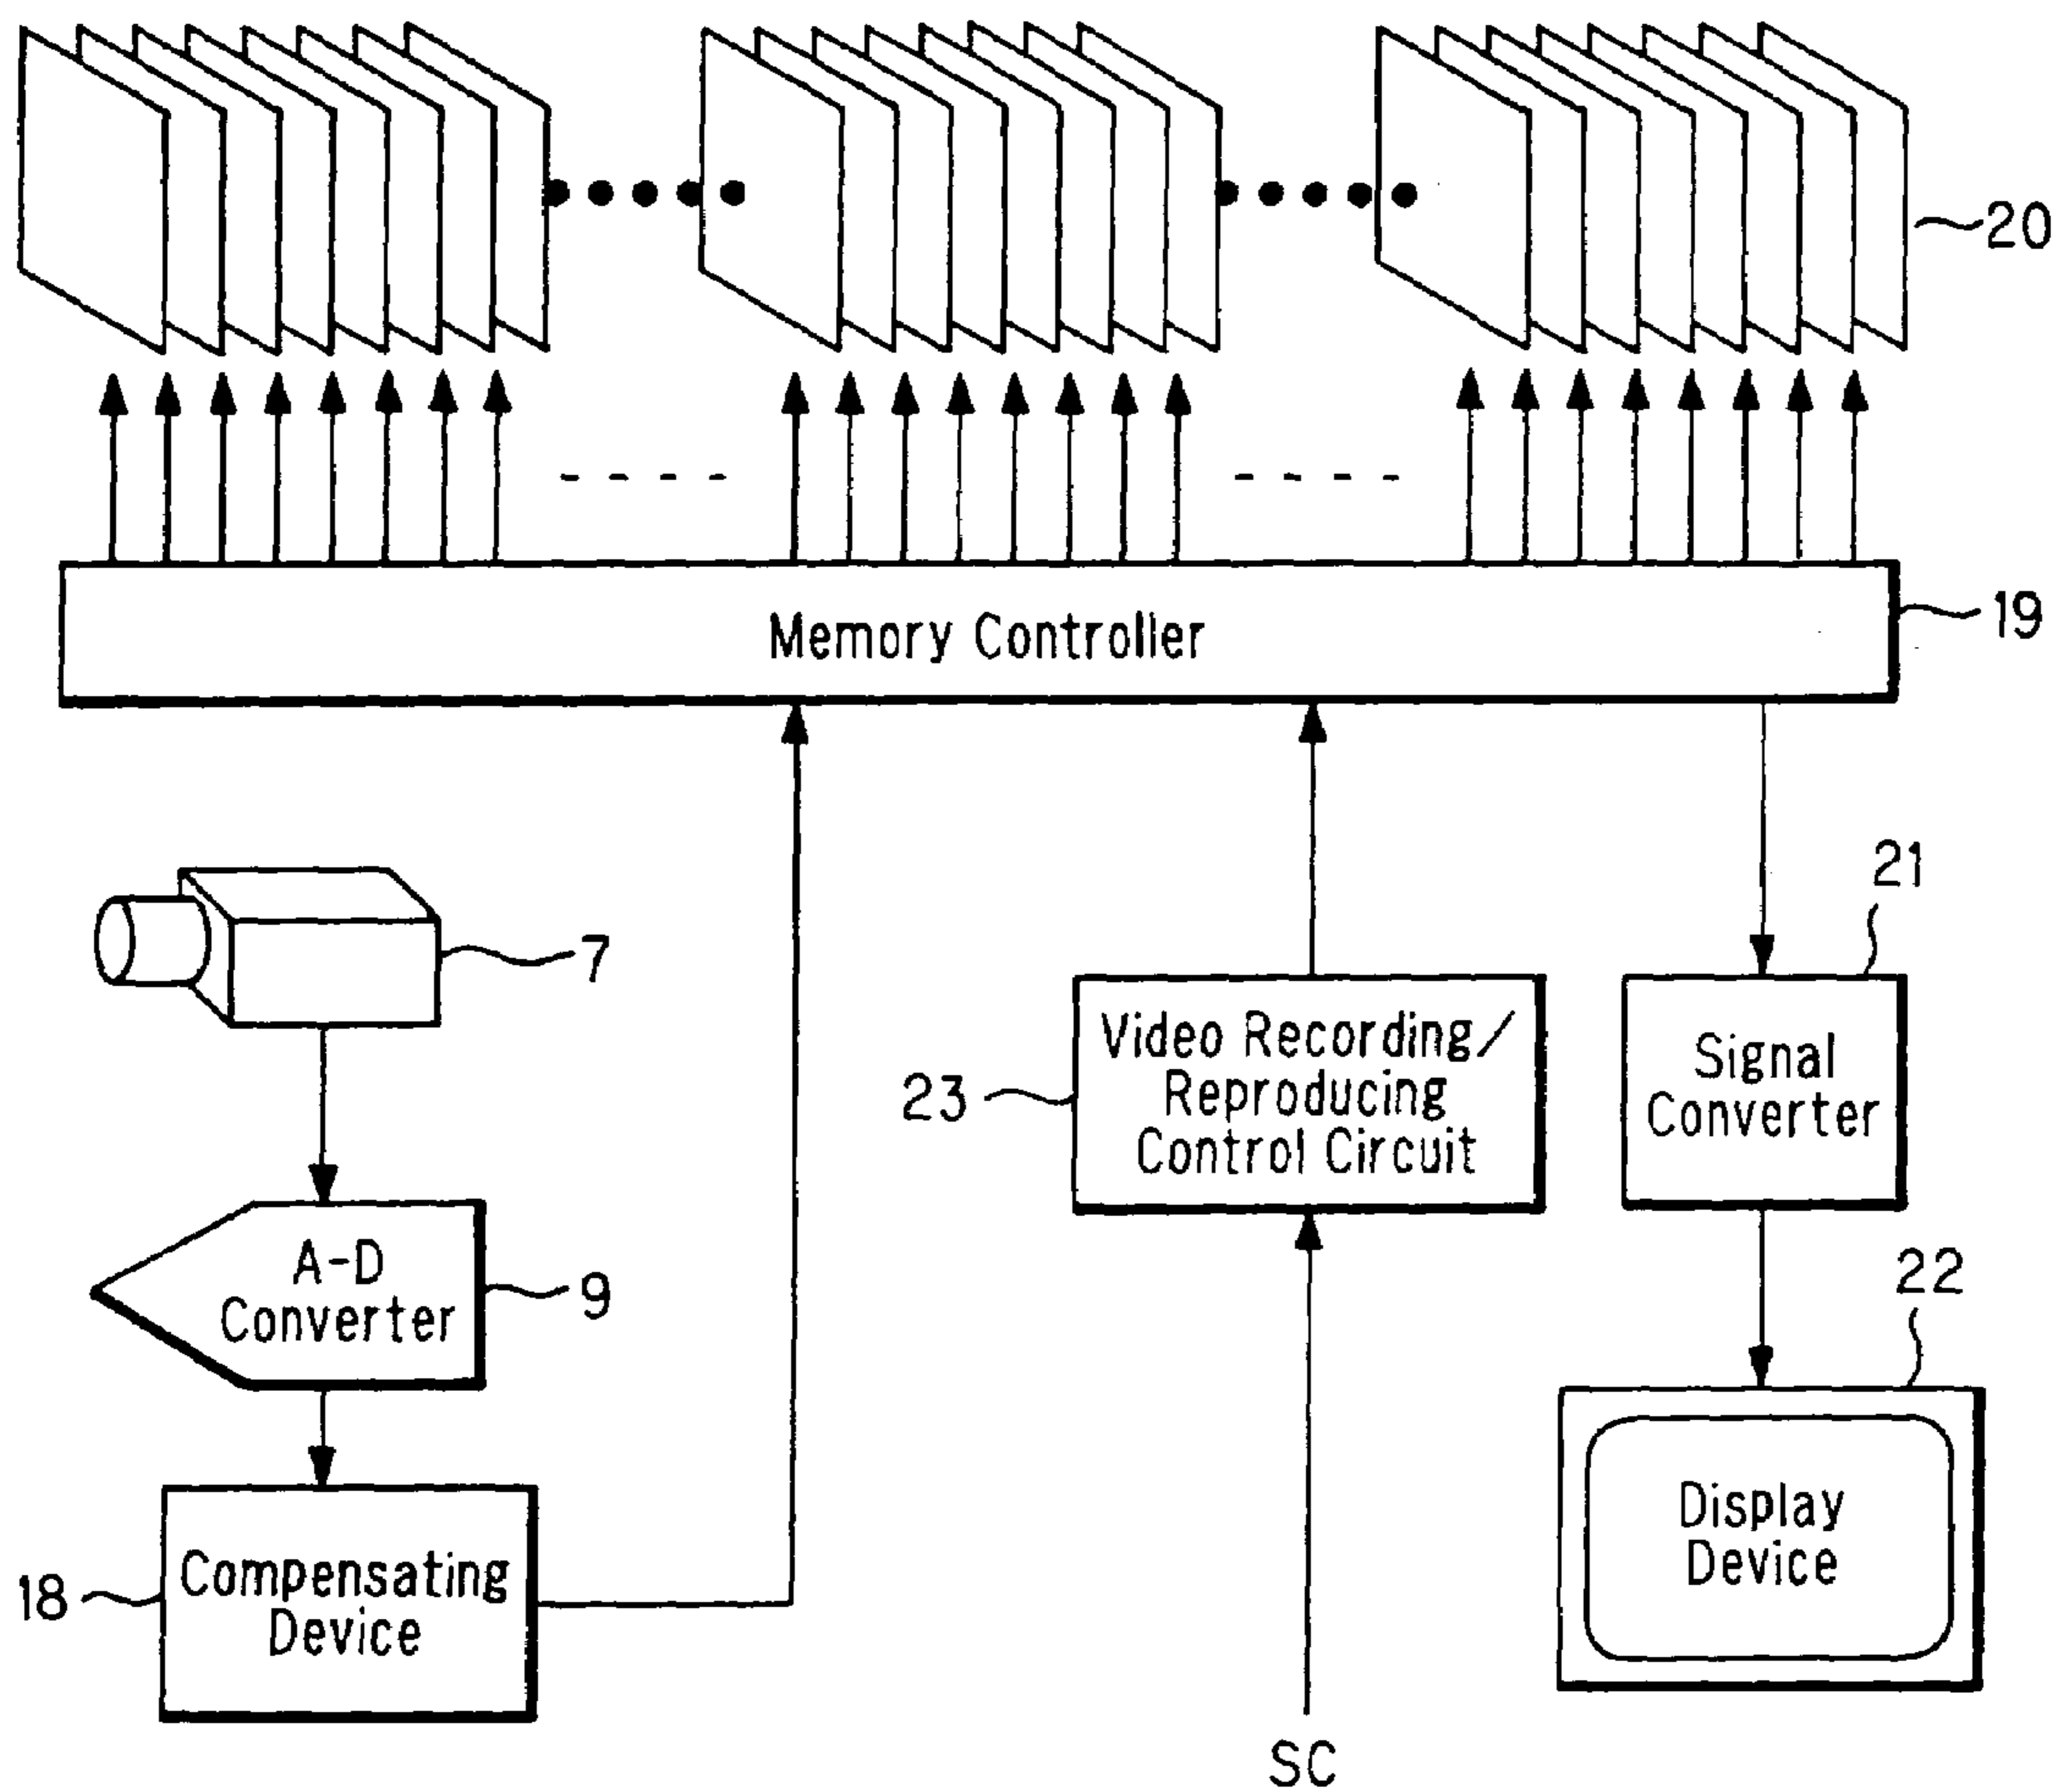 20
Memory Controller
19
7
21
Video Recording/
Reproducing
Control Circuit
23
Signal
Converter
A-D
Converter
9
22
Compensating
Device
18
Display
Device
SC